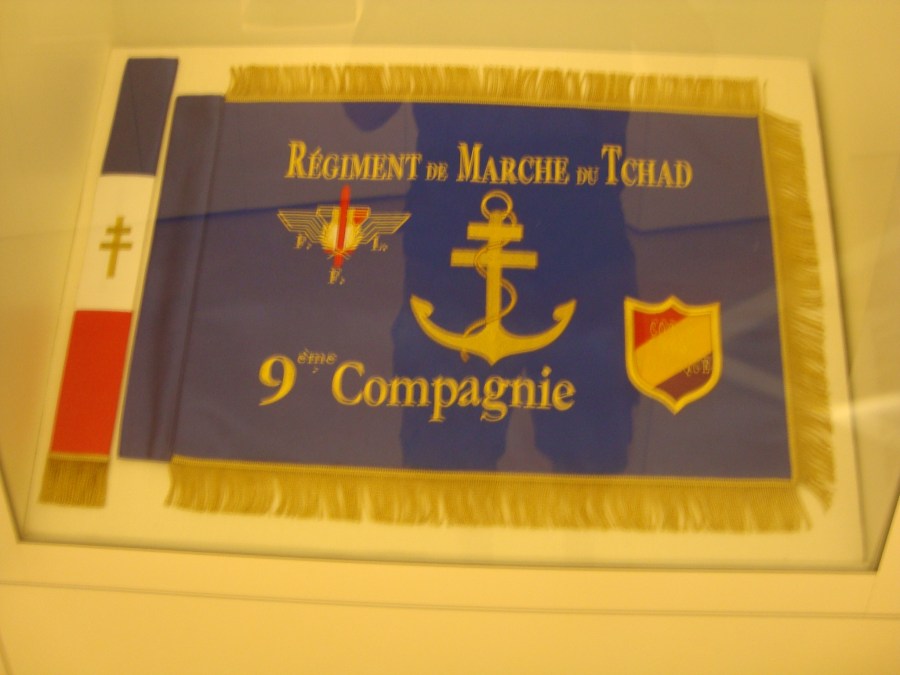 RÉGIMENT DE MARCHE DU TCHAD
F. F. L.
9ème Compagnie